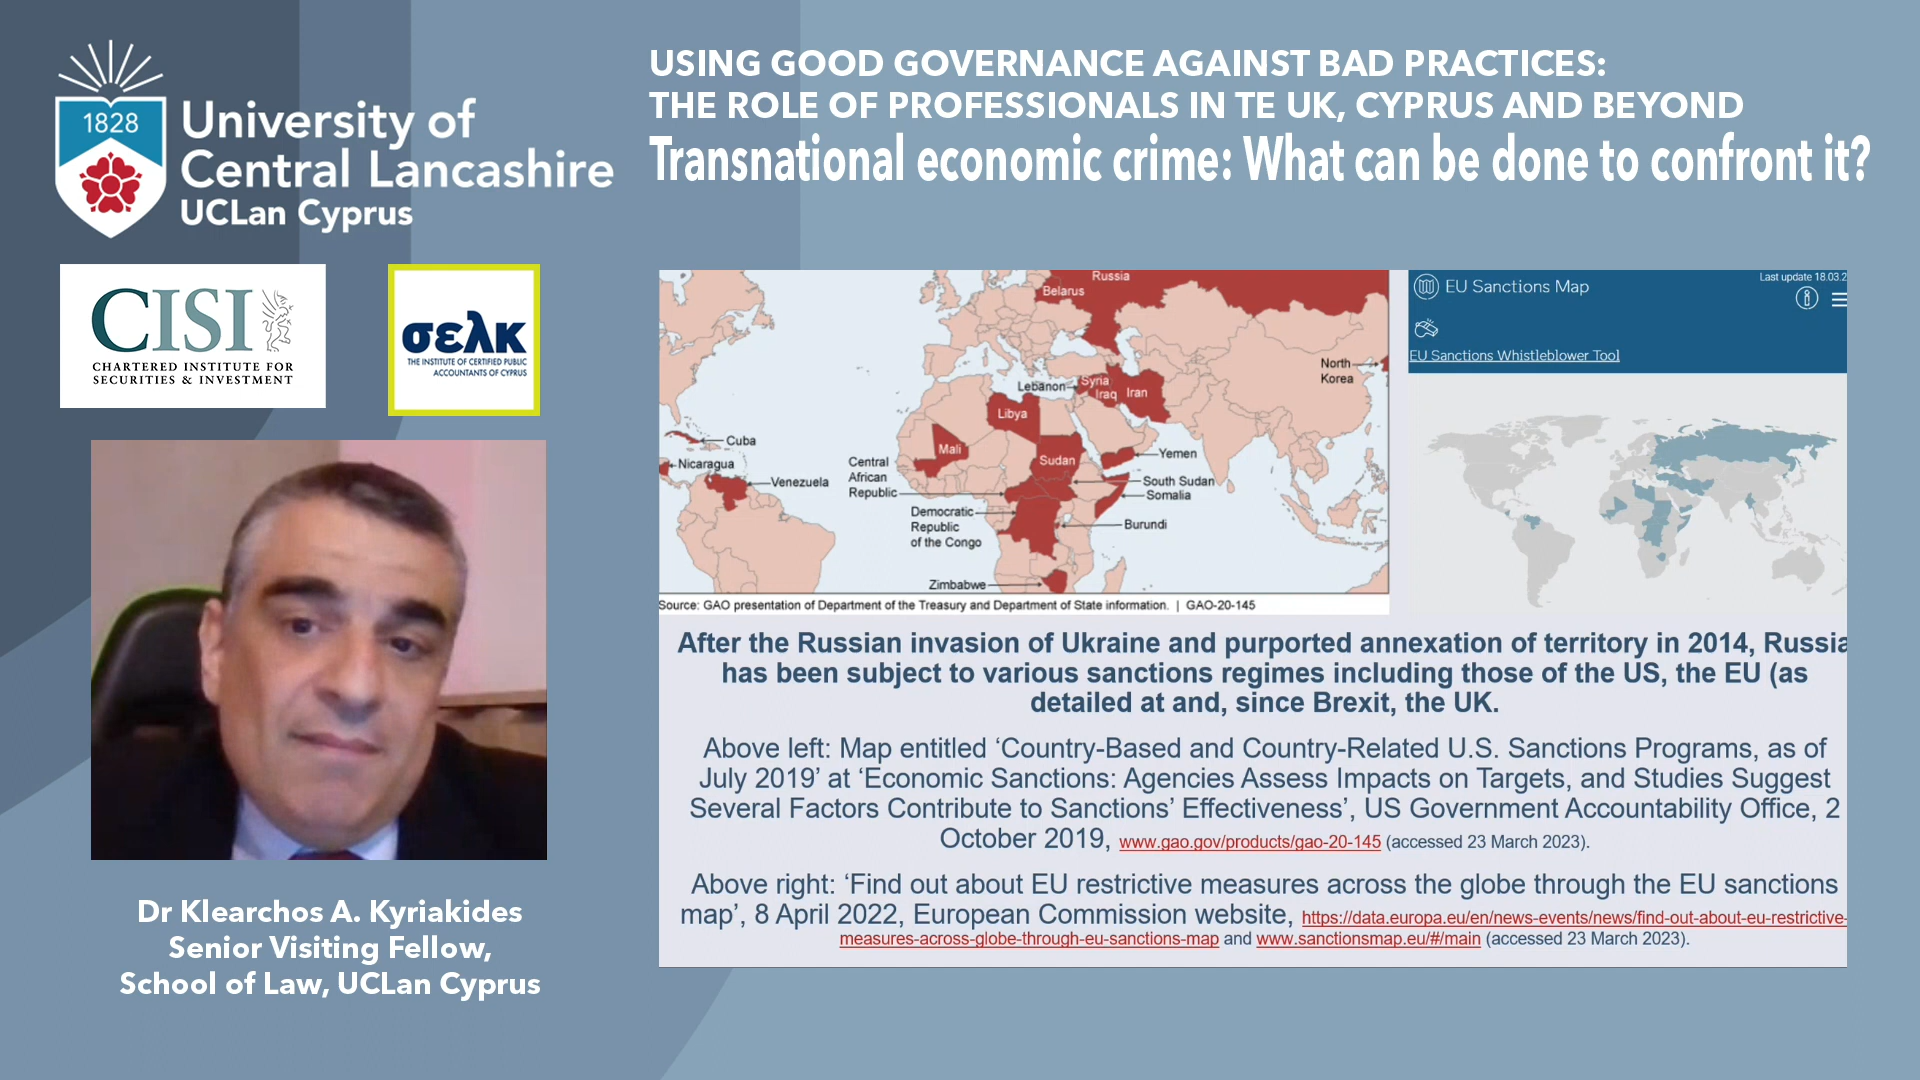 1828
University of
Central Lancashire
UCLan Cyprus
CISI
CHARTERED INSTITUTE FOR
SECURITIES & INVESTMENT
σελκ
THE INSTITUTE OF CERTIFIED PUBLIC
ACCOUNTANTS OF CYPRUS
Dr Klearchos A. Kyriakides
Senior Visiting Fellow,
School of Law, UCLan Cyprus
USING GOOD GOVERNANCE AGAINST BAD PRACTICES:
THE ROLE OF PROFESSIONALS IN TE UK, CYPRUS AND BEYOND
Transnational economic crime: What can be done to confront it?
Russia
Belarus
North
Korea
Lebanon
Syria
Iraq
Iran
Libya
Cuba
Mali
Yemen
Nicaragua
Central
African
Republic
Sudan
Venezuela
South Sudan
Somalia
Democratic
Republic
of the Congo
Burundi
Zimbabwe
Source: GAO presentation of Department of the Treasury and Department of State information. | GAO-20-145
Last update 18.03.2
EU Sanctions Map
EU Sanctions Whistleblower Tool
After the Russian invasion of Ukraine and purported annexation of territory in 2014, Russia
has been subject to various sanctions regimes including those of the US, the EU (as
detailed at and, since Brexit, the UK.
Above left: Map entitled ‘Country-Based and Country-Related U.S. Sanctions Programs, as of
July 2019’ at ‘Economic Sanctions: Agencies Assess Impacts on Targets, and Studies Suggest
Several Factors Contribute to Sanctions’ Effectiveness’, US Government Accountability Office, 2
October 2019, www.gao.gov/products/gao-20-145 (accessed 23 March 2023).
Above right: ‘Find out about EU restrictive measures across the globe through the EU sanctions
map’, 8 April 2022, European Commission website, https://data.europa.eu/en/news-events/news/find-out-about-eu-restrictive-
measures-across-globe-through-eu-sanctions-map and www.sanctionsmap.eu/#/main (accessed 23 March 2023).